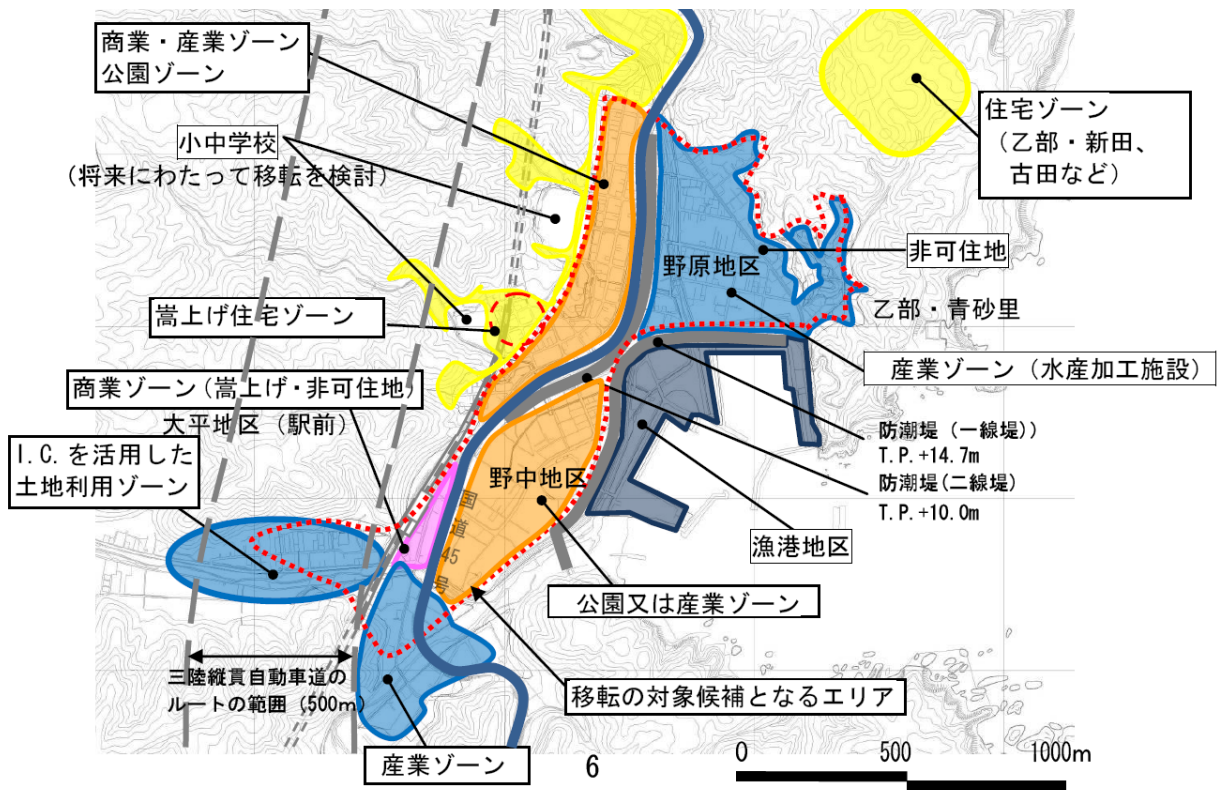 商業・産業ゾーン
公園ゾーン
住宅ゾーン
(乙部・新田、
古田など)
小中学校
(将来にわたって移転を検討)
野原地区
非可住地
乙部・青砂里
嵩上げ住宅ゾーン
産業ゾーン(水産加工施設)
商業ゾーン(嵩上げ・非可住地)
大平地区(駅前)
防潮堤(一線堤))
T.P.+14.7m
防潮堤(二線堤)
T.P.+10.0m
I.C.を活用した
土地利用ゾーン
野中地区
国道45号
漁港地区
公園又は産業ゾーン
三陸縦貫自動車道の
ルートの範囲(500m)
移転の対象候補となるエリア
産業ゾーン
6
0 500 1000m